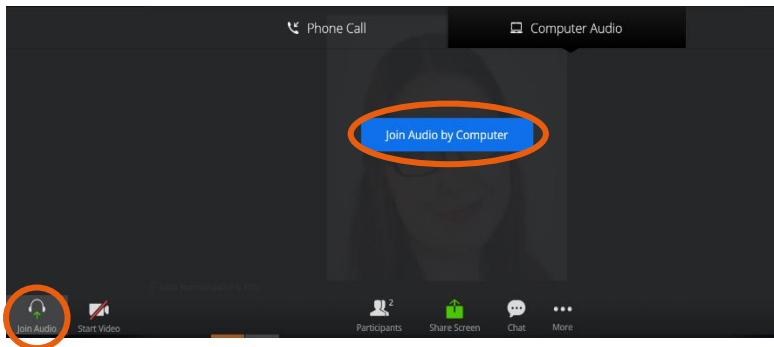 Phone Call
Computer Audio
Join Audio by Computer
Join Audio
Start Video
Participants
2
Share Screen
Chat
More